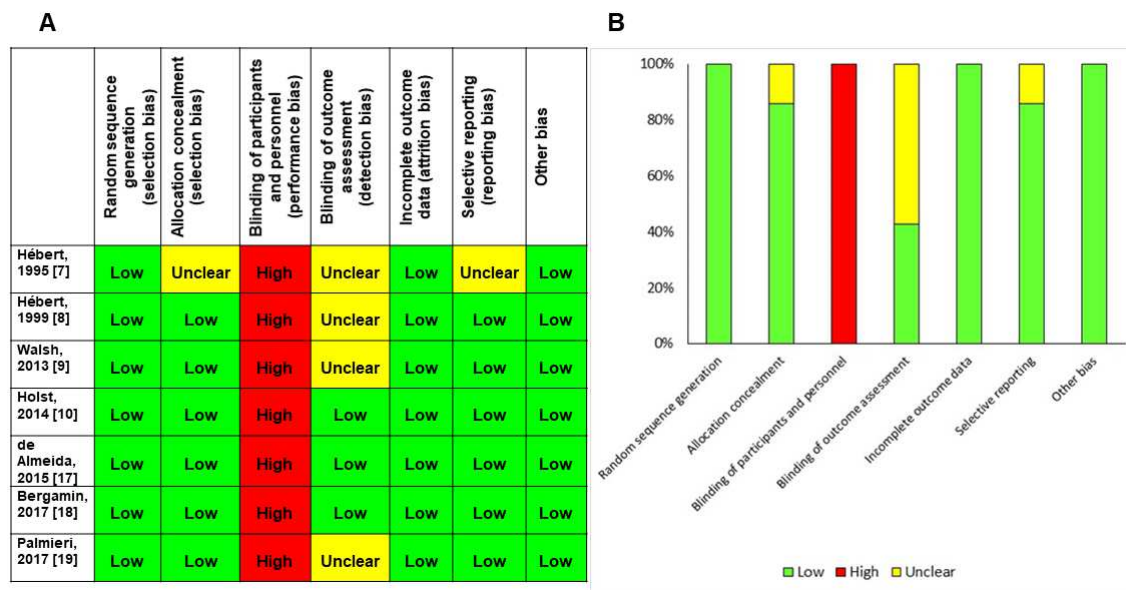 A
Random sequence
generation
(selection bias)
Allocation concealment
(selection bias)
Blinding of participants
and personnel
(performance bias)
Blinding of outcome
assessment
(detection bias)
Incomplete outcome
data (attrition bias)
Selective reporting
(reporting bias)
Other bias
Hébert,
1995 [7]
Low Unclear High Unclear Low Unclear Low
Hébert,
1999 [8]
Low Low High Unclear Low Low Low
Walsh,
2013 [9]
Low Low High Unclear Low Low Low
Holst,
2014 [10]
Low Low High Low Low Low Low
de
Almeida,
2015 [17]
Low Low High Low Low Low Low
Bergamin,
2017 [18]
Low Low High Low Low Low Low
Palmieri,
2017 [19]
Low Low High Unclear Low Low Low
B
100%
80%
60%
40%
20%
0%
Random sequence generation
Allocation concealment
Blinding of participants and personnel
Blinding of outcome assessment
Incomplete outcome data
Selective reporting
Other bias
Low High Unclear